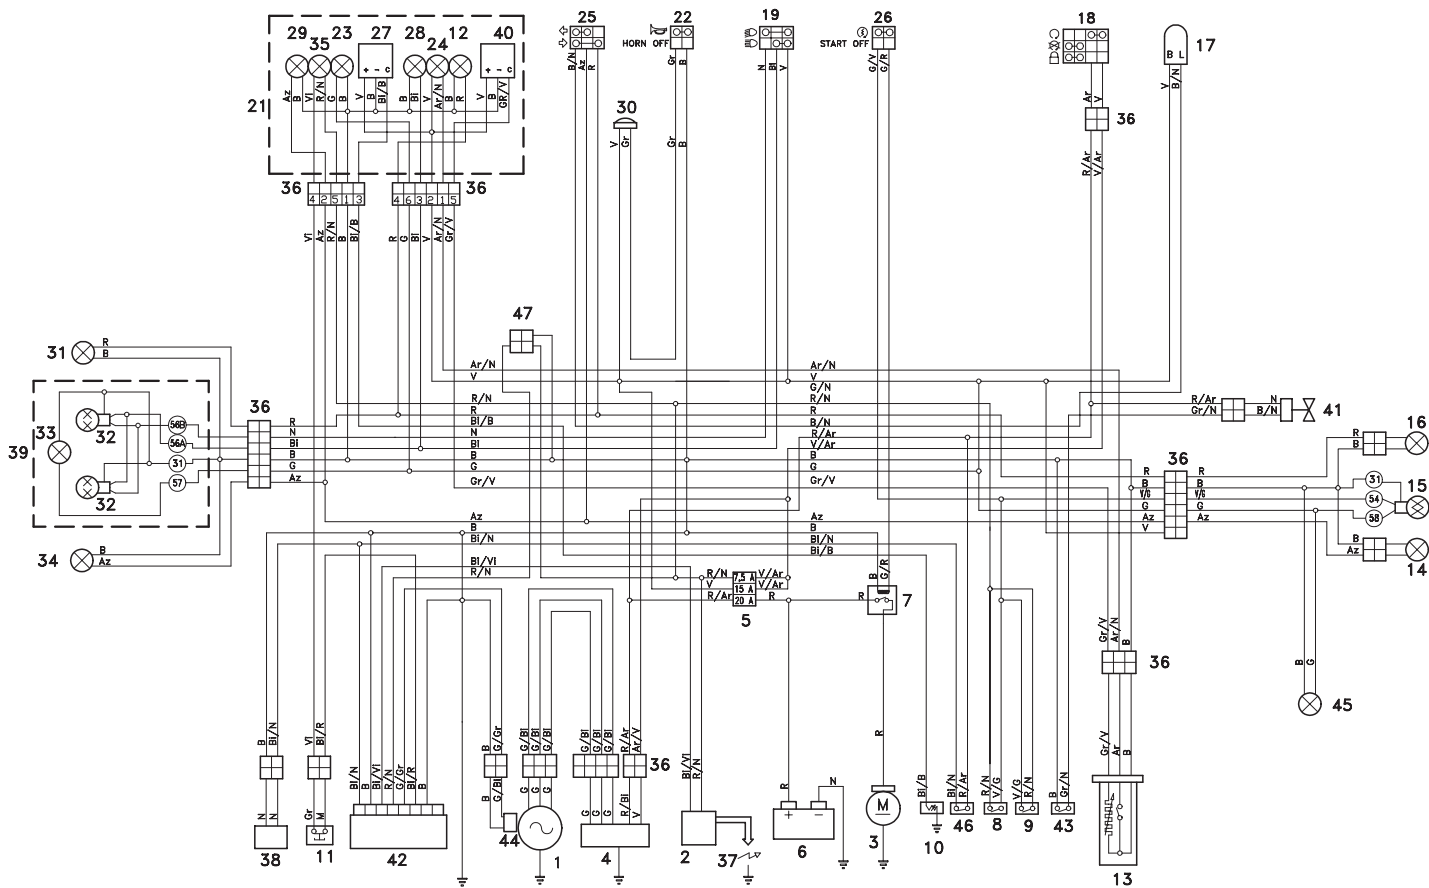 29 35 23 27 28 24 12 40
21
Az B Vi R/N G B V B Bi/B B Bi V Ar/N B R V B GR/V
+ - c
+ - c
36 36
4 2 5 1 3
4 6 3 2 1 5
Vi Az R/N B Bi/B
R G Bi V Ar/N Gr/V
25
B/N Az R
22
HORN OFF
Gr B
Gr B
30
V Gr
19
N Bi V
26
START OFF
G/V G/R
18
Ar V
36
R/Ar V/Ar
17
B L
V B/N
47
31
R
B
39
33
32
32
56B
56A
31
57
34
B
Az
36
R
N
Bi
B
G
Az
Ar/N
V
R/N
R
Bi/B
N
Bi
B
G
Gr/V
Az
B
Bi/N
Bi/Vi
R/N
Ar/N
V
G/N
R/N
R
B/N
R/Ar
V/Ar
B
G
Gr/V
Az
B
Bi/N
Bi/B
R/Ar
Gr/N
N
B/N
41
36
R
B
V/G
G
Az
V
R
B
V/G
G
Az
R
B
16
31
54
58
15
B
Az
14
B G
45
R/N
V
R/Ar
7,5 A
15 A
20 A
V/Ar
V/Ar
R
5
B G/R
R
7
Gr/V Ar/N B
36
Gr/V Ar B
13
B Bi/N
N N
38
Vi Bi/R
Gr M
11
Bi/N B Bi/Vi R/N G/Gr Bi/R B
42
B G/Gr
B G/Bi
44
G/Bi G/Bi G/Bi
G G G
1
G/Bi G/Bi G/Bi
G G G
R/Ar Ar/V
36
R/Bi V
4
Bi/Vi R/N
2
37
R
N
+ -
6
R
M
3
Bi/B
10
Bi/N R/Ar
46
R/N V/G
8
V/G R/N
9
B Gr/N
43